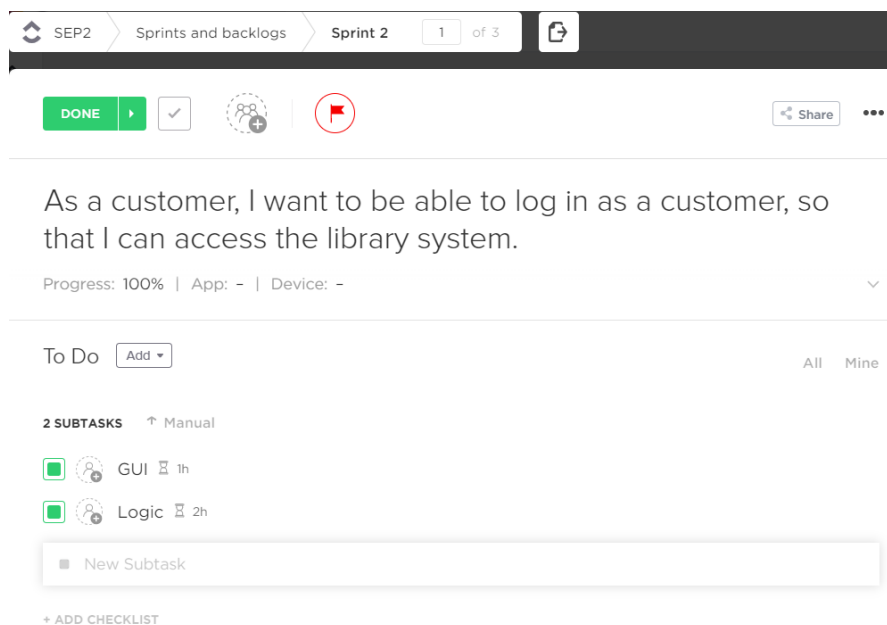 SEP2 Sprints and backlogs Sprint 2 1 of 3
DONE Share
As a customer, I want to be able to log in as a customer, so
that I can access the library system.
Progress: 100% | App: – | Device: –
To Do Add
All Mine
2 SUBTASKS Manual
GUI 1h
Logic 2h
New Subtask
+ ADD CHECKLIST